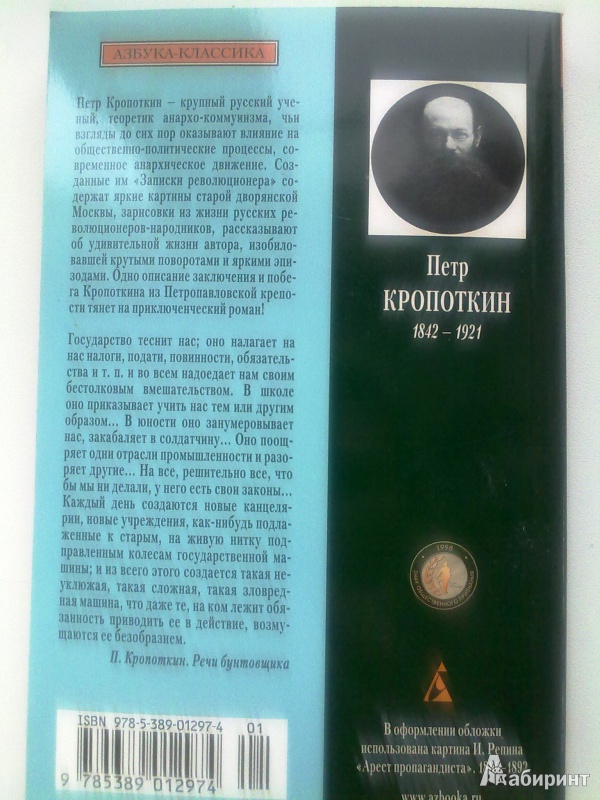 АЗБУКА-КЛАССИКА
Петр Кропоткин – крупный русский уче-
ный, теоретик анархо-коммунизма, чьи
взгляды до сих пор оказывают влияние на
общественно-политические процессы, со-
временное анархическое движение. Соз-
данные им «Записки революционера» со-
держат яркие картины старой дворянской
Москвы, зарисовки из жизни русских ре-
волюционеров-народников, рассказывают
об удивительной жизни автора, изобило-
вавшей крутыми поворотами и яркими эпи-
зодами. Одно описание заключения и побе-
га Кропоткина из Петропавловской крепо-
сти тянет на приключенческий роман!
Государство теснит нас; оно налагает на
нас налоги, подати, повинности, обязатель-
ства и т. п. и во всем надоедает нам своим
бестолковым вмешательством. В школе
оно приказывает учить нас тем или другим
образом... В юности оно занумеровывает
нас, закабаляет в солдатчину... Оно поощ-
ряет одни отрасли промышленности и разо-
ряет другие... На все, решительно все, что
бы мы ни делали, у него есть свои законы...
Каждый день создаются новые канцеля-
рии, новые учреждения, как-нибудь подла-
женные к старым, на живую нитку под-
правленным колесам государственной ма-
шины; и из всего этого создается такая не-
уклюжая, такая сложная, такая зловред-
ная машина, что даже те, на ком лежит обя-
занность приводить ее в действие, возму-
щаются ее безобразием.
П. Кропоткин. Речи бунтовщика
ISBN 978-5-389-01297-4
01
9 785389 012974
Петр
КРОПОТКИН
1842 – 1921
1998
ЗНАК ОБЩЕСТВЕННОГО ПРИЗНАНИЯ
В оформлении обложки
использована картина И. Репина
«Арест пропагандиста». 1892
www.azbooka.ru
Лабиринт